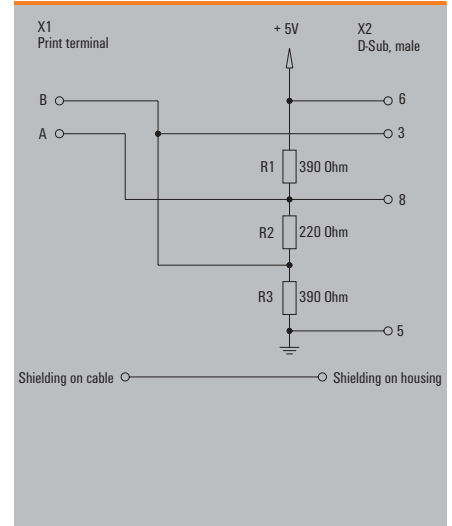 X1
Print terminal
+ 5V
X2
D-Sub, male
B
6
A
3
R1
390 Ohm
8
R2
220 Ohm
R3
390 Ohm
5
Shielding on cable
Shielding on housing